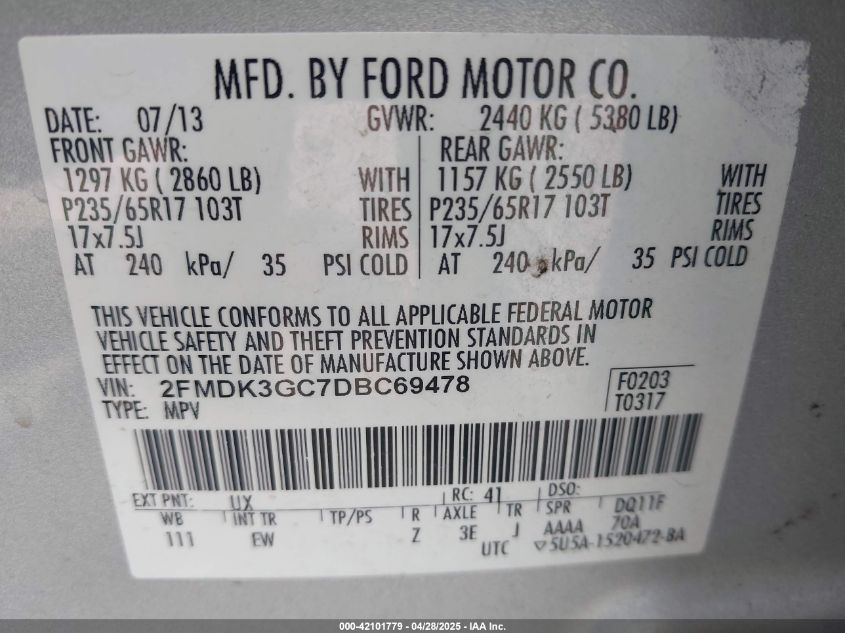 MFD. BY FORD MOTOR CO.
DATE: 07/13 GVWR: 2440 KG ( 5380 LB)
FRONT GAWR: REAR GAWR:
1297 KG ( 2860 LB) WITH 1157 KG ( 2550 LB) WITH
P235/65R17 103T TIRES P235/65R17 103T TIRES
17x7.5J RIMS 17x7.5J RIMS
AT 240 kPa/ 35 PSI COLD AT 240 kPa/ 35 PSI COLD
THIS VEHICLE CONFORMS TO ALL APPLICABLE FEDERAL MOTOR
VEHICLE SAFETY AND THEFT PREVENTION STANDARDS IN
EFFECT ON THE DATE OF MANUFACTURE SHOWN ABOVE.
VIN: 2FMDK3GC7DBC69478 F0203
TYPE: MPV T0317
EXT PNT: UX RC: 41 DSO:
WB INT TR TP/PS R AXLE TR SPR DQ11F
111 EW Z 3E J AAAA 70A
UTC ▽5U5A-1520472-BA
000-42101779 - 04/28/2025 - IAA Inc.